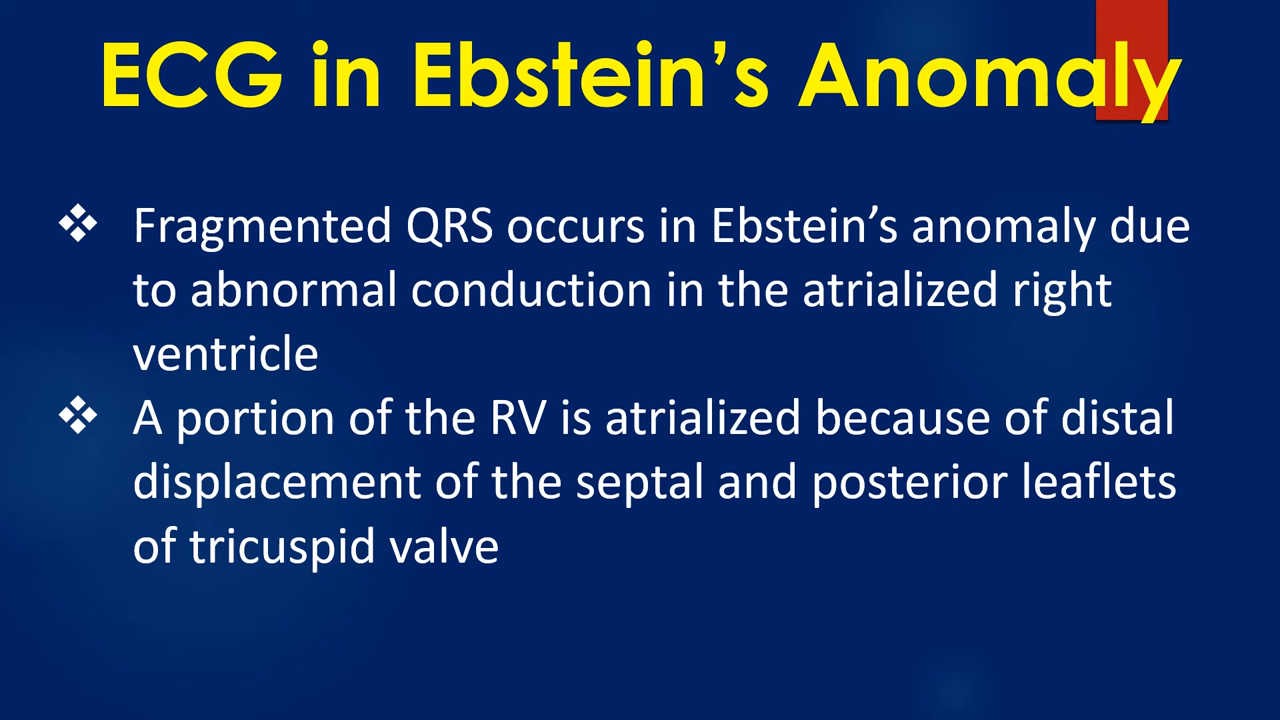 ECG in Ebstein’s Anomaly
❖ Fragmented QRS occurs in Ebstein’s anomaly due
to abnormal conduction in the atrialized right
ventricle
❖ A portion of the RV is atrialized because of distal
displacement of the septal and posterior leaflets
of tricuspid valve